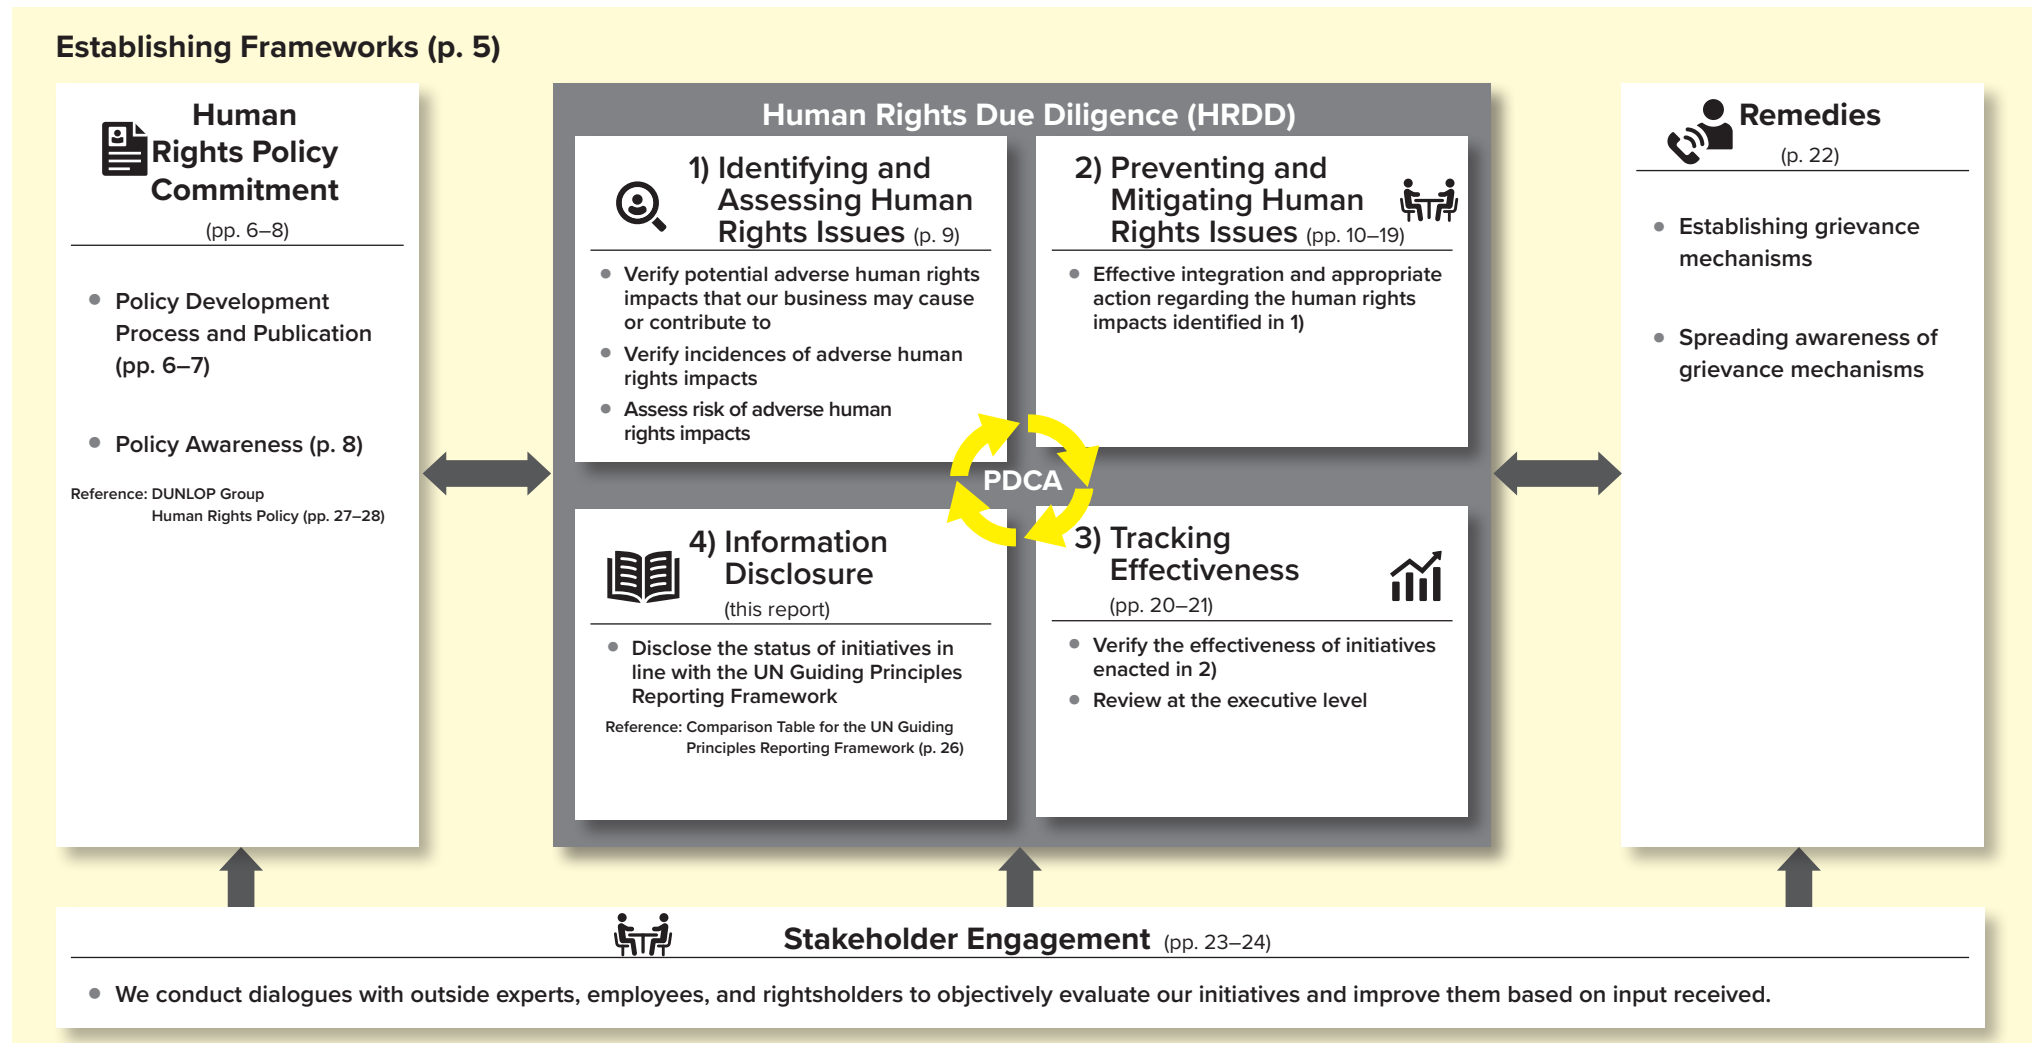 Establishing Frameworks (p. 5)
Human
Rights Policy
Commitment
(pp. 6–8)
● Policy Development
Process and Publication
(pp. 6–7)
● Policy Awareness (p. 8)
Reference: DUNLOP Group
Human Rights Policy (pp. 27–28)
Human Rights Due Diligence (HRDD)
1) Identifying and
Assessing Human
Rights Issues (p. 9)
● Verify potential adverse human rights
impacts that our business may cause
or contribute to
● Verify incidences of adverse human
rights impacts
● Assess risk of adverse human
rights impacts
2) Preventing and
Mitigating Human
Rights Issues (pp. 10–19)
● Effective integration and appropriate
action regarding the human rights
impacts identified in 1)
PDCA
3) Tracking
Effectiveness
(pp. 20–21)
● Verify the effectiveness of initiatives
enacted in 2)
● Review at the executive level
4) Information
Disclosure
(this report)
● Disclose the status of initiatives in
line with the UN Guiding Principles
Reporting Framework
Reference: Comparison Table for the UN Guiding
Principles Reporting Framework (p. 26)
Remedies
(p. 22)
● Establishing grievance
mechanisms
● Spreading awareness of
grievance mechanisms
Stakeholder Engagement (pp. 23–24)
● We conduct dialogues with outside experts, employees, and rightsholders to objectively evaluate our initiatives and improve them based on input received.